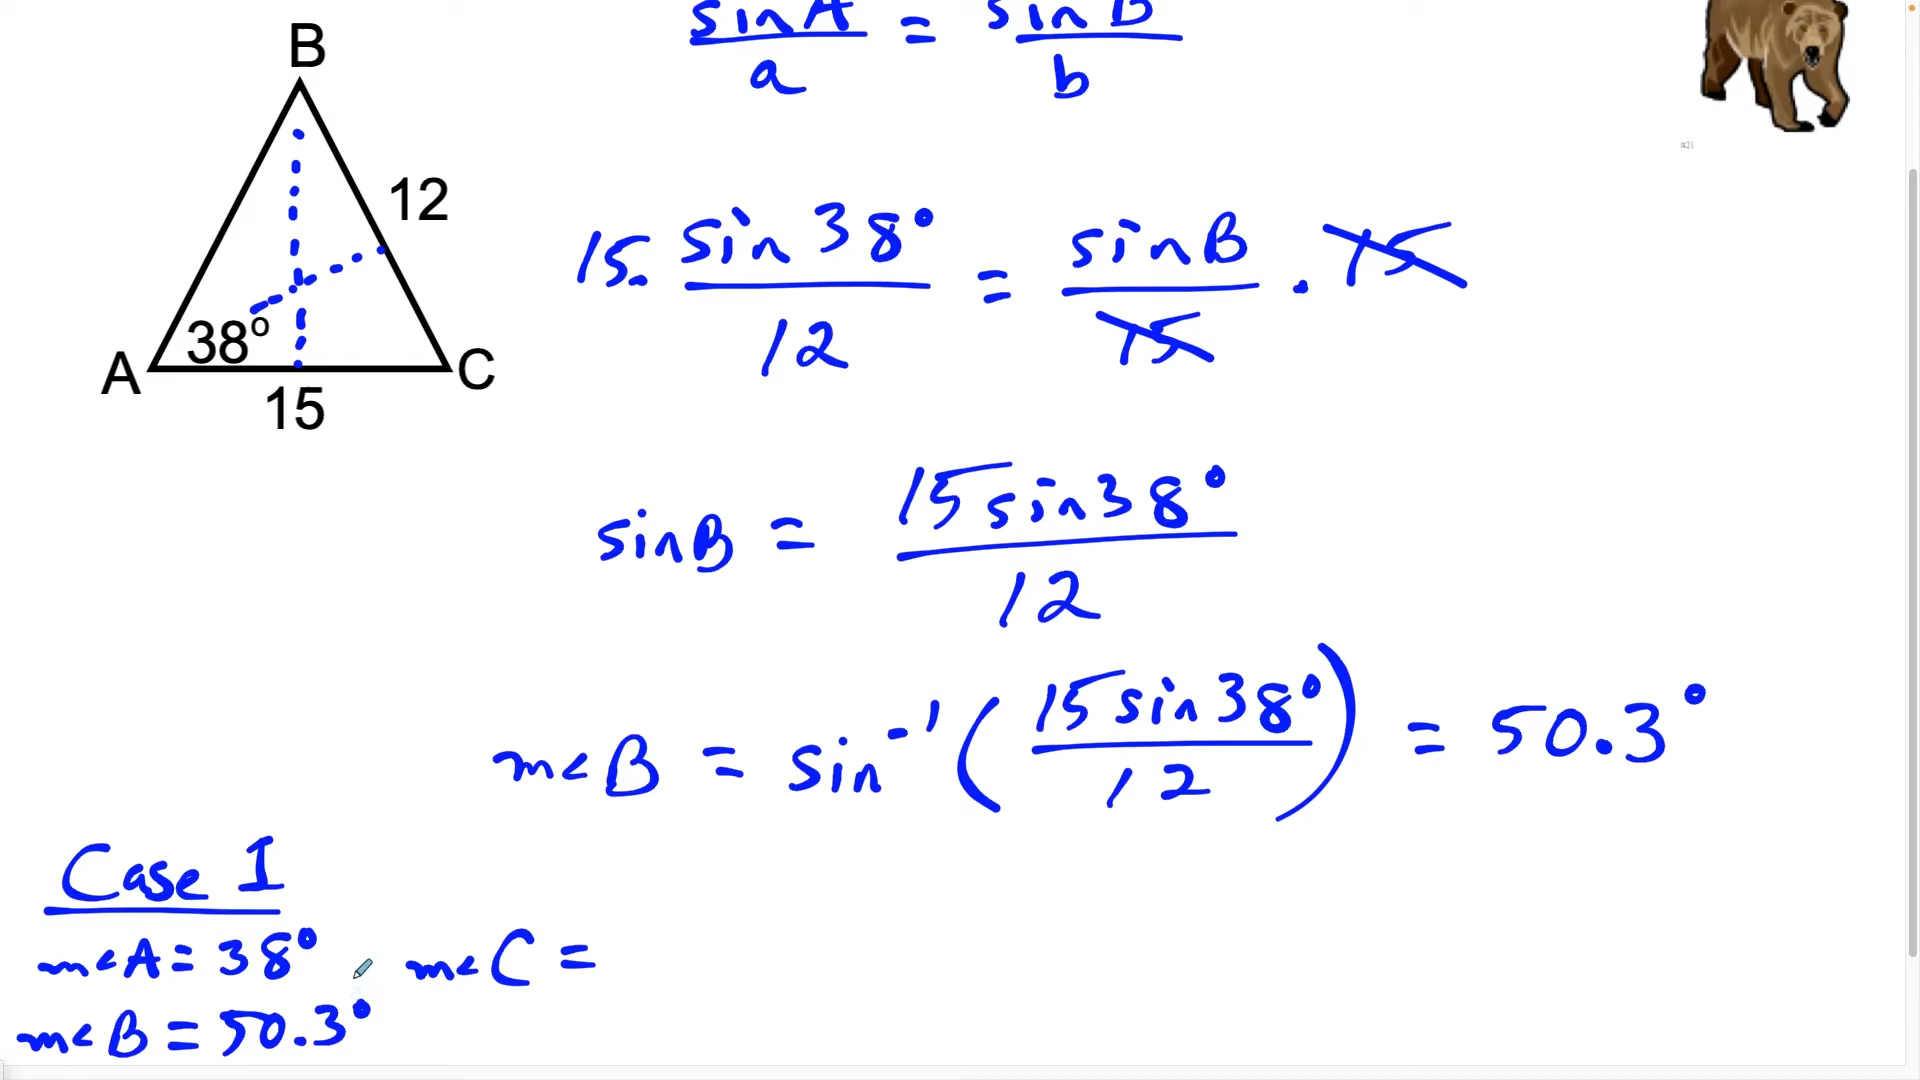 B
sin A / a = sin B / b
12
15 · sin 38° / 12 = sin B / 15 · 15
38°
A C
15
sin B = 15 sin 38° / 12
m∠B = sin⁻¹ ( 15 sin 38° / 12 ) = 50.3°
Case I
m∠A = 38° m∠C =
m∠B = 50.3°